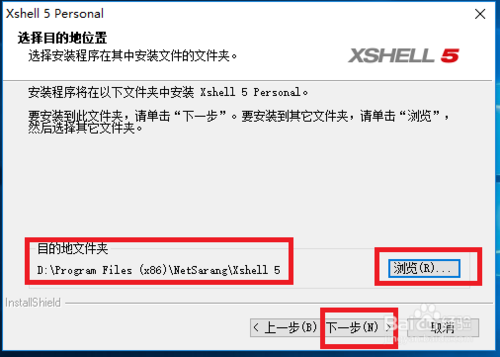 Xshell 5 Personal
选择目的地位置
选择安装程序在其中安装文件的文件夹。
XSHELL 5
安装程序将在以下文件夹中安装 Xshell 5 Personal。
要安装到此文件夹，请单击“下一步”。要安装到其它文件夹，请单击“浏览”，
然后选择其它文件夹。
目的地文件夹
D:\Program Files (x86)\NetSarang\Xshell 5
浏览(R)...
InstallShield
< 上一步(B)
下一步(N) >
取消